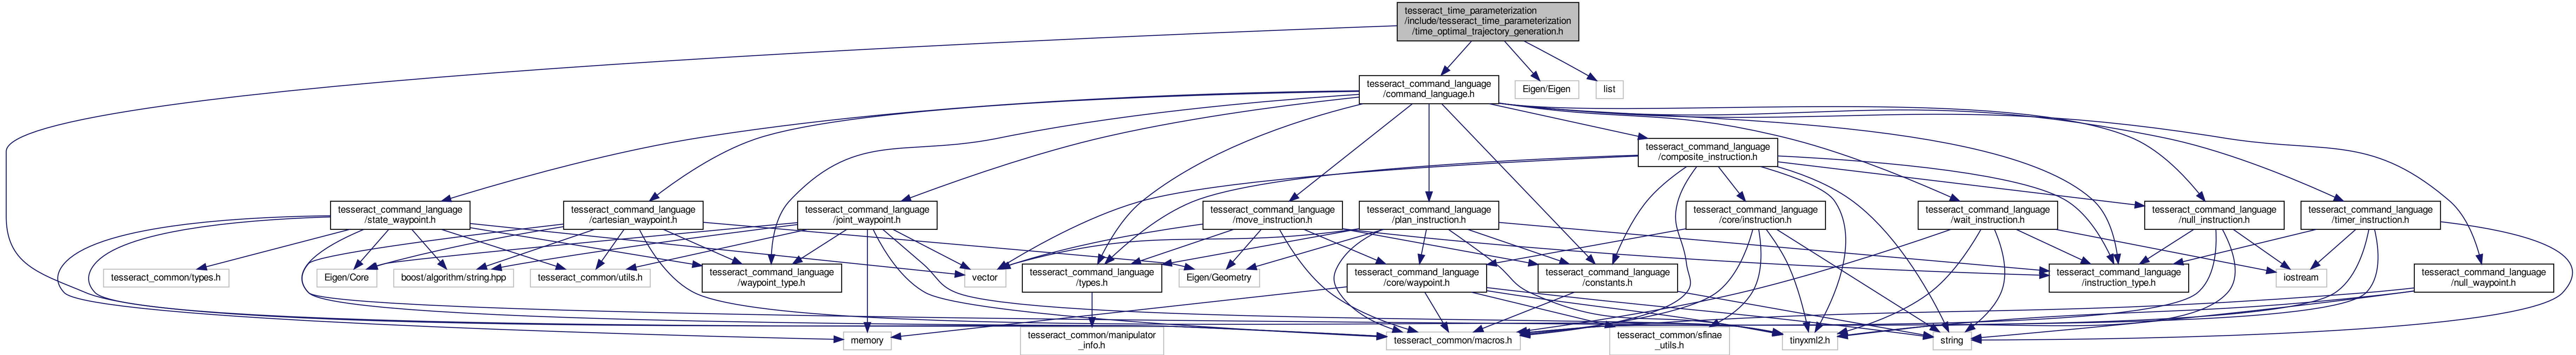 tesseract_time_parameterization
/include/tesseract_time_parameterization
/time_optimal_trajectory_generation.h
tesseract_command_language
/command_language.h
Eigen/Eigen
list
tesseract_command_language
/composite_instruction.h
tesseract_command_language
/state_waypoint.h
tesseract_command_language
/cartesian_waypoint.h
tesseract_command_language
/joint_waypoint.h
tesseract_command_language
/move_instruction.h
tesseract_command_language
/plan_instruction.h
tesseract_command_language
/core/instruction.h
tesseract_command_language
/wait_instruction.h
tesseract_command_language
/null_instruction.h
tesseract_command_language
/timer_instruction.h
tesseract_common/types.h
Eigen/Core
boost/algorithm/string.hpp
tesseract_common/utils.h
tesseract_command_language
/waypoint_type.h
vector
tesseract_command_language
/types.h
Eigen/Geometry
tesseract_command_language
/core/waypoint.h
tesseract_command_language
/constants.h
tesseract_command_language
/instruction_type.h
iostream
tesseract_command_language
/null_waypoint.h
memory
tesseract_common/manipulator
_info.h
tesseract_common/macros.h
tesseract_common/sfinae
_utils.h
tinyxml2.h
string